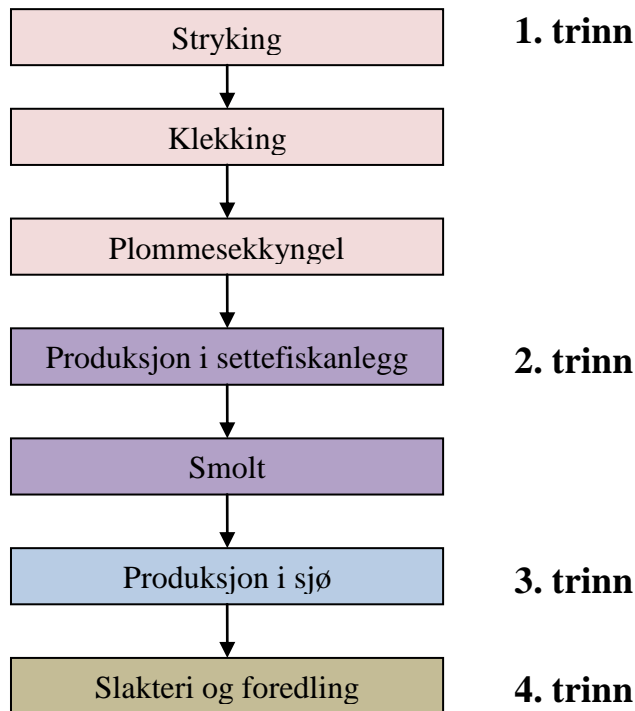 Stryking
1. trinn
Klekking
Plommesekkyngel
Produksjon i settefiskanlegg
2. trinn
Smolt
Produksjon i sjø
3. trinn
Slakteri og foredling
4. trinn